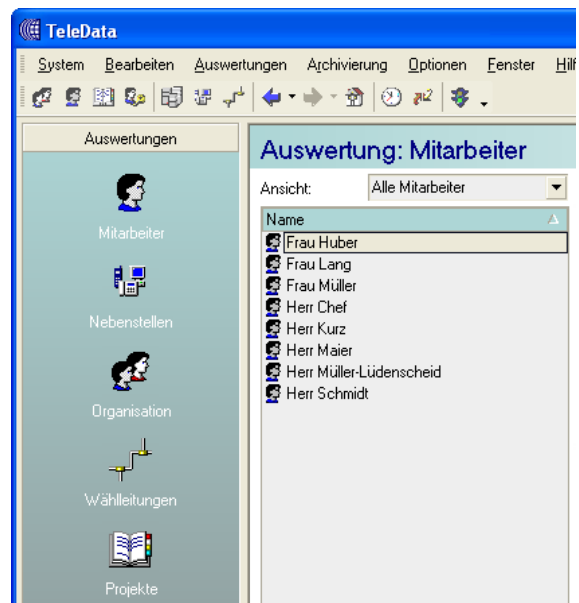 TeleData
System Bearbeiten Auswertungen Archivierung Optionen Fenster Hilf
Auswertungen
Mitarbeiter
Nebenstellen
Organisation
Wählleitungen
Projekte
Auswertung: Mitarbeiter
Ansicht: Alle Mitarbeiter
Name
Frau Huber
Frau Lang
Frau Müller
Herr Chef
Herr Kurz
Herr Maier
Herr Müller-Lüdenscheid
Herr Schmidt